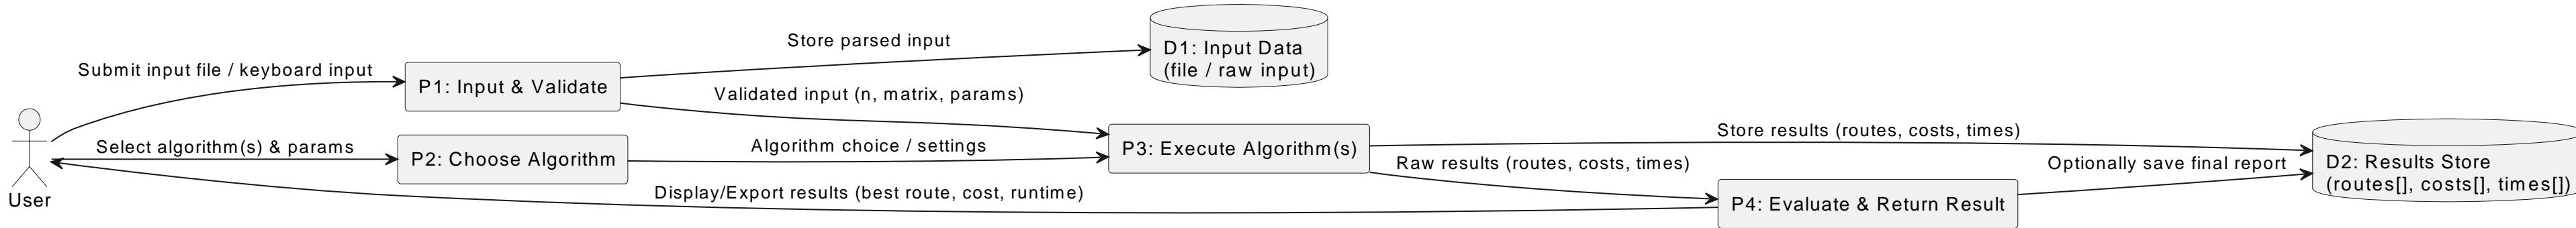 Store parsed input
D1: Input Data
(file / raw input)
Submit input file / keyboard input
P1: Input & Validate
Validated input (n, matrix, params)
Select algorithm(s) & params
P2: Choose Algorithm
Algorithm choice / settings
P3: Execute Algorithm(s)
Store results (routes, costs, times)
Raw results (routes, costs, times)
Optionally save final report
D2: Results Store
(routes[], costs[], times[])
User
Display/Export results (best route, cost, runtime)
P4: Evaluate & Return Result